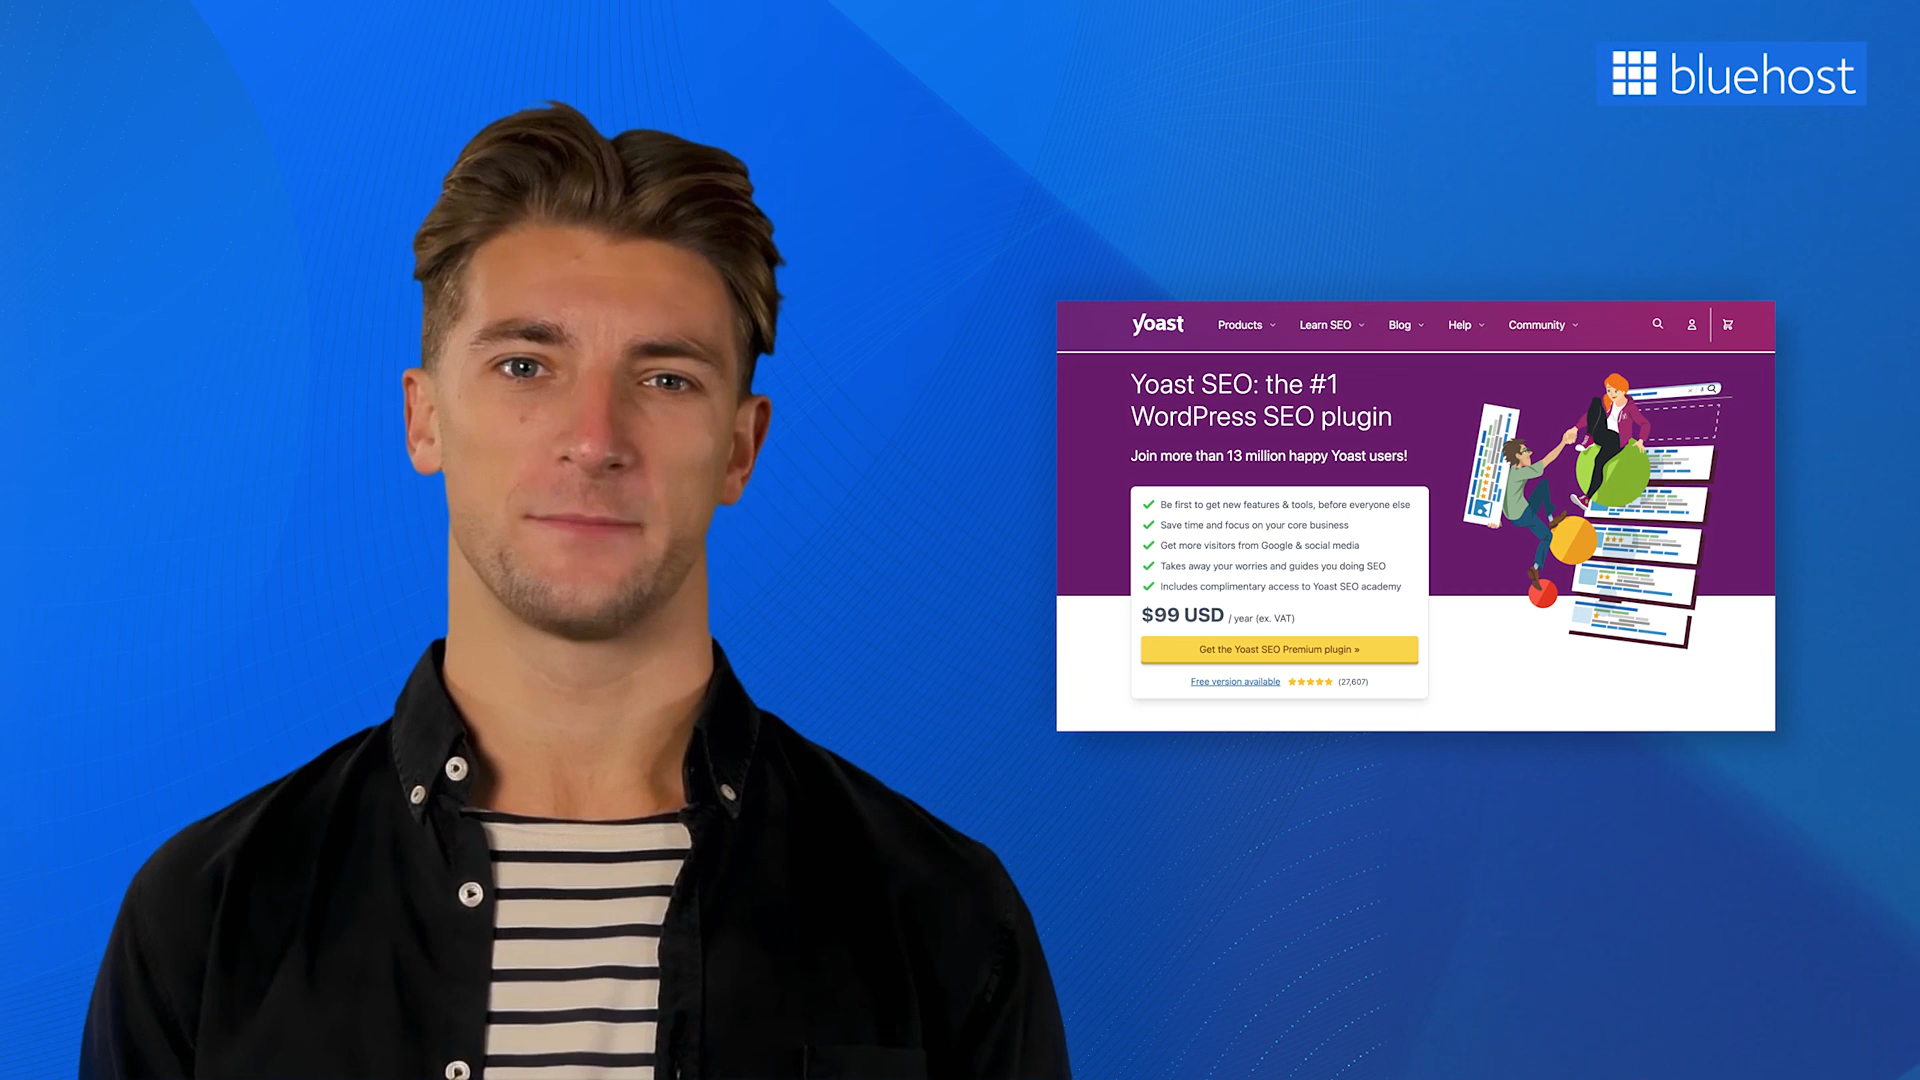 bluehost
yoast
Products
Learn SEO
Blog
Help
Community
Yoast SEO: the #1
WordPress SEO plugin
Join more than 13 million happy Yoast users!
Be first to get new features & tools, before everyone else
Save time and focus on your core business
Get more visitors from Google & social media
Takes away your worries and guides you doing SEO
Includes complimentary access to Yoast SEO academy
$99 USD / year (ex. VAT)
Get the Yoast SEO Premium plugin »
Free version available (27,607)